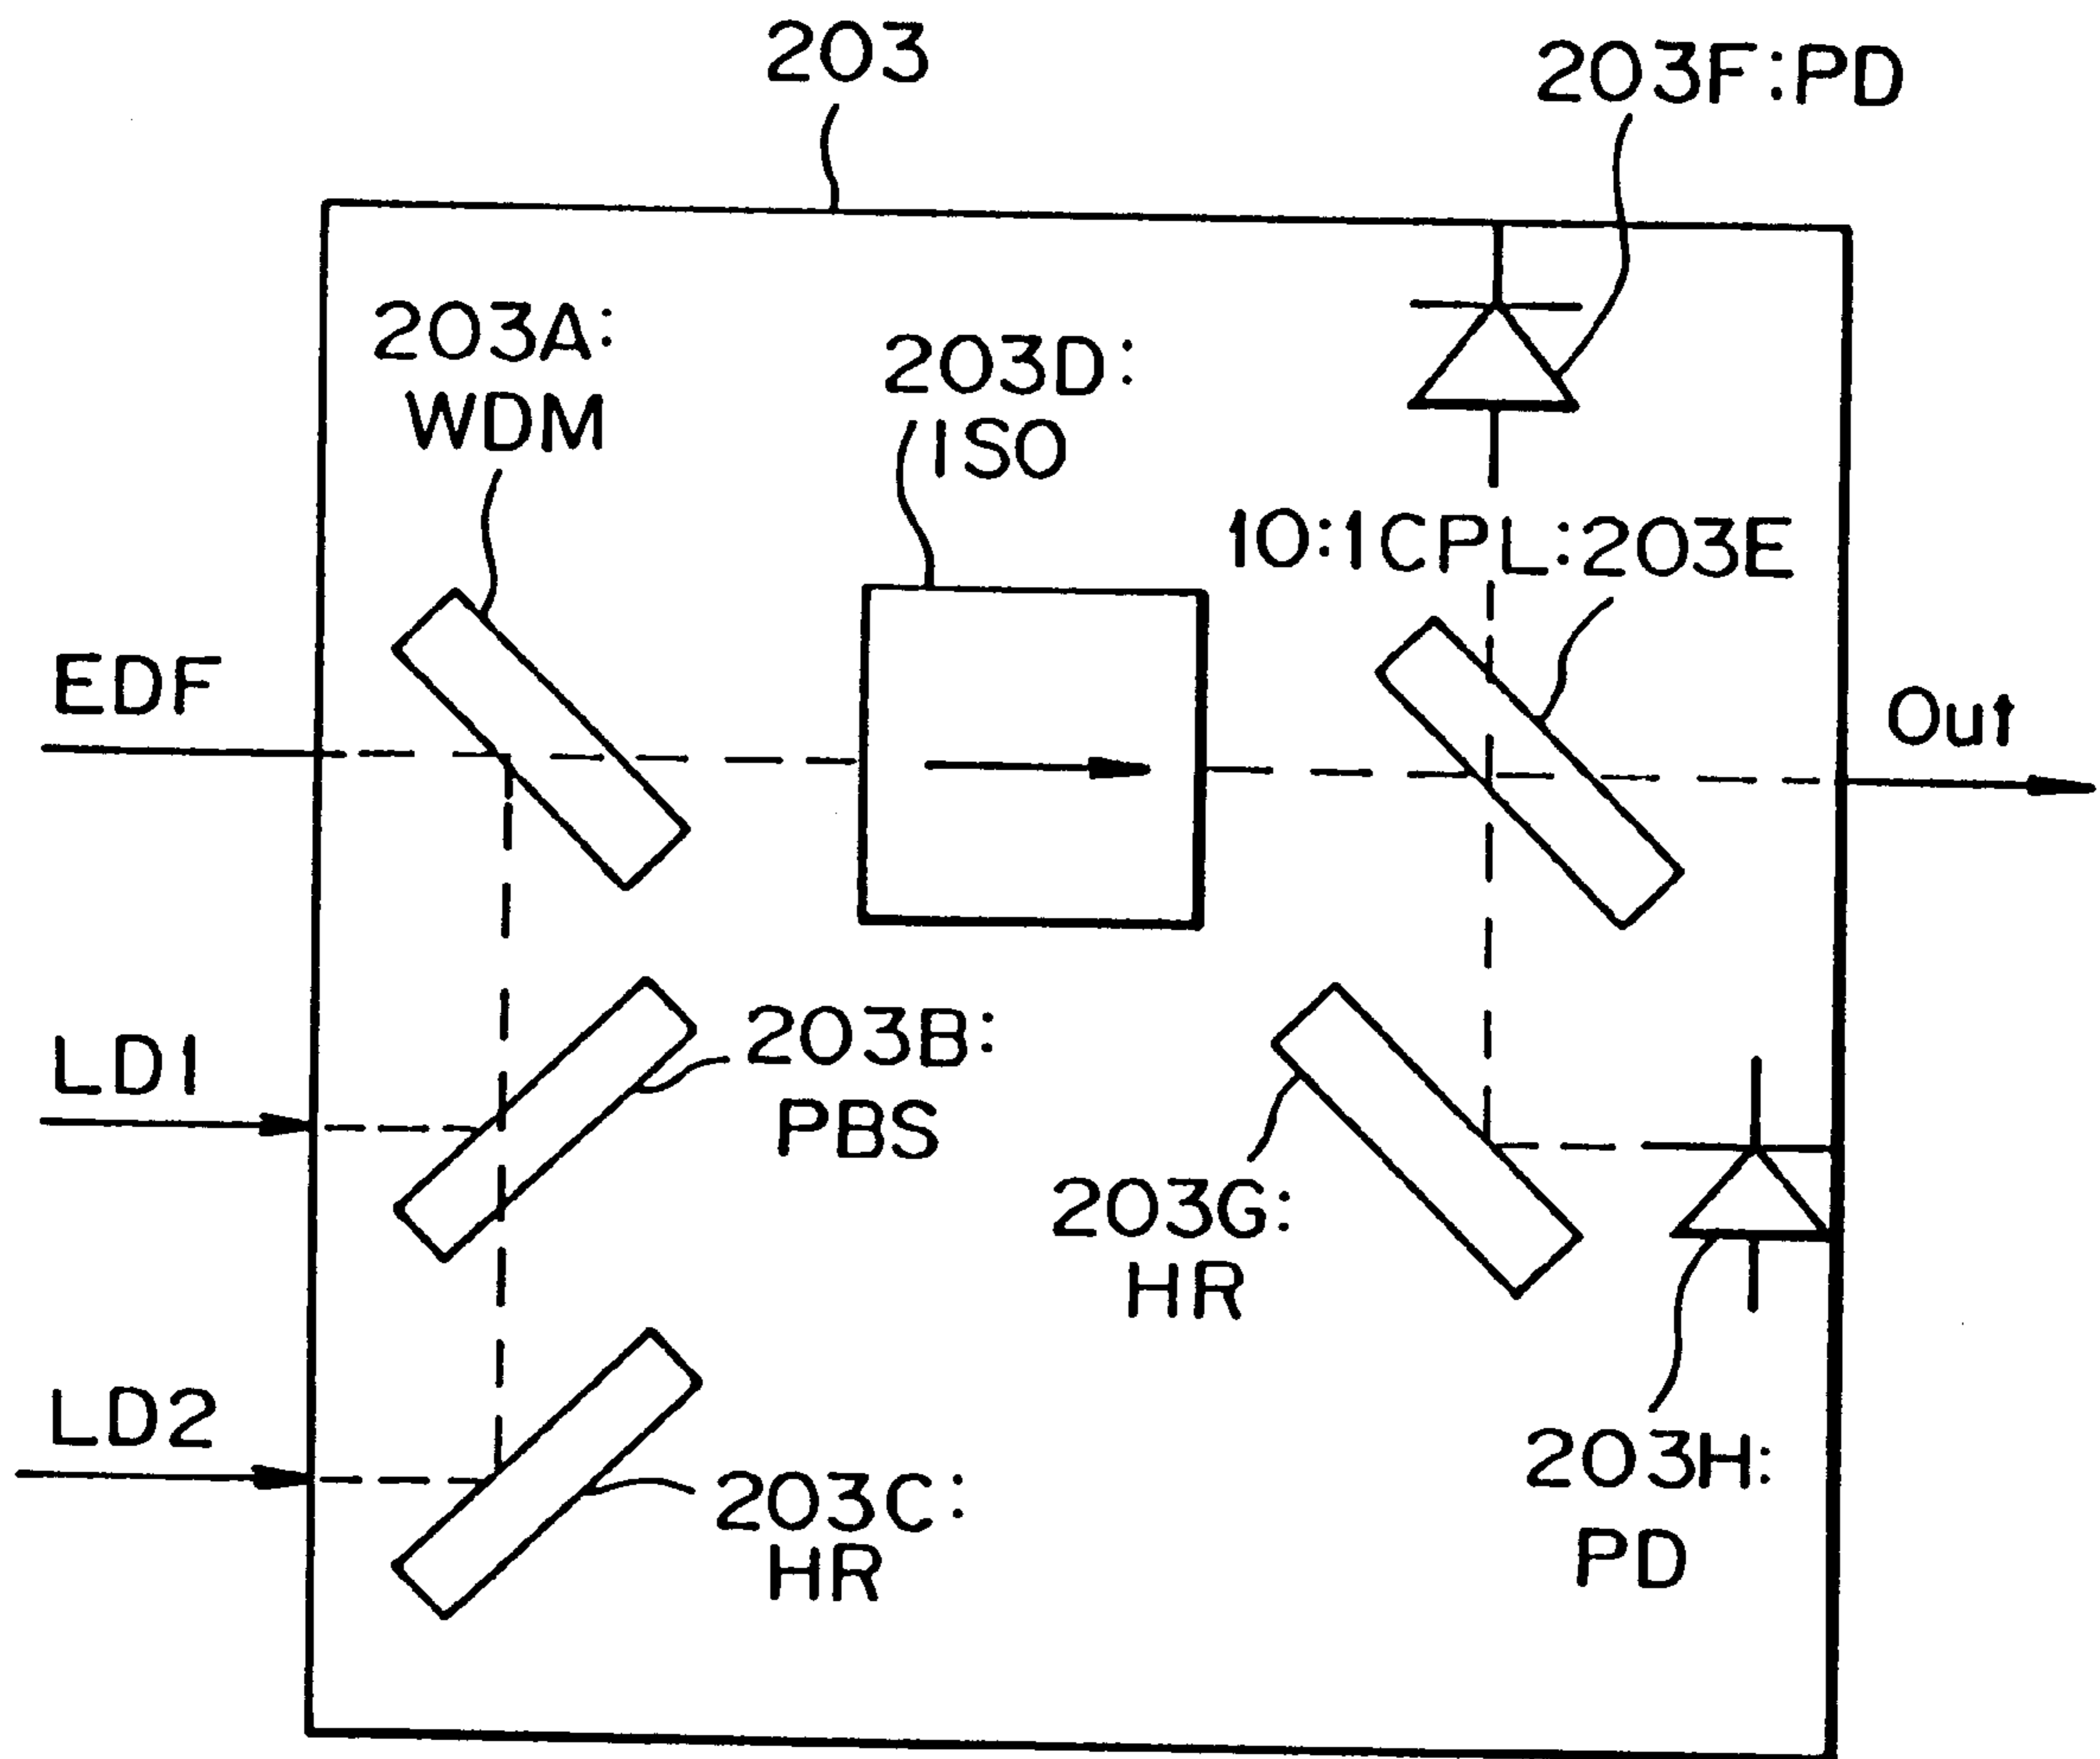 203
203F:PD
203A:
WDM
203D:
ISO
10:1CPL:203E
EDF
Out
LD1
203B:
PBS
203G:
HR
LD2
203C:
HR
203H:
PD